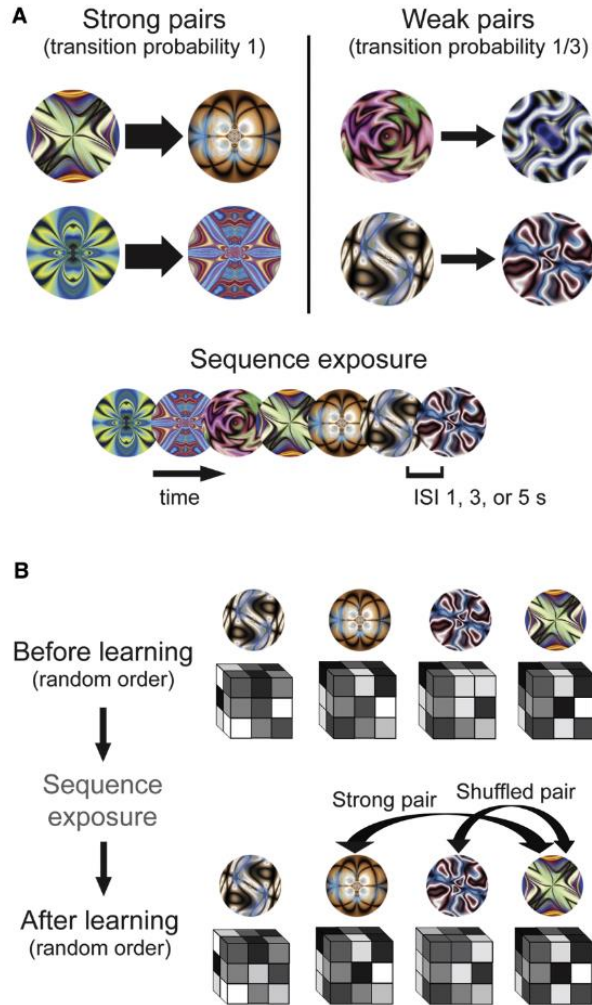 A
Strong pairs
(transition probability 1)
Weak pairs
(transition probability 1/3)
Sequence exposure
time
ISI 1, 3, or 5 s
B
Before learning
(random order)
Sequence
exposure
Strong pair
Shuffled pair
After learning
(random order)